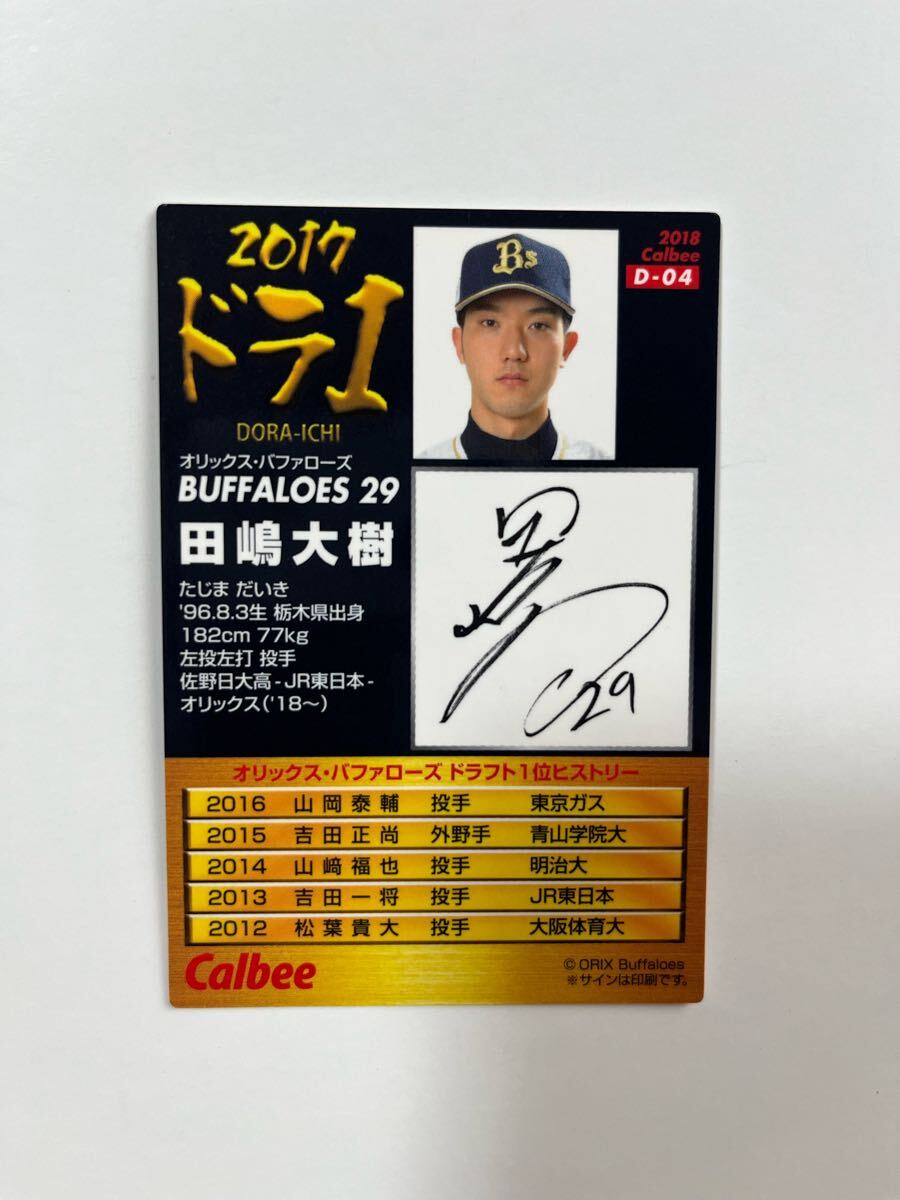 2017
ドラ1
DORA-ICHI
オリックス・バファローズ
BUFFALOES 29
田嶋大樹
たじま だいき
'96.8.3生 栃木県出身
182cm 77kg
左投左打 投手
佐野日大高-JR東日本-
オリックス('18〜)
Bs
2018
Calbee
D-04
C29
オリックス・バファローズ ドラフト1位ヒストリー
2016 山岡泰輔 投手 東京ガス
2015 吉田正尚 外野手 青山学院大
2014 山﨑福也 投手 明治大
2013 吉田一将 投手 JR東日本
2012 松葉貴大 投手 大阪体育大
Calbee
© ORIX Buffaloes
※サインは印刷です。